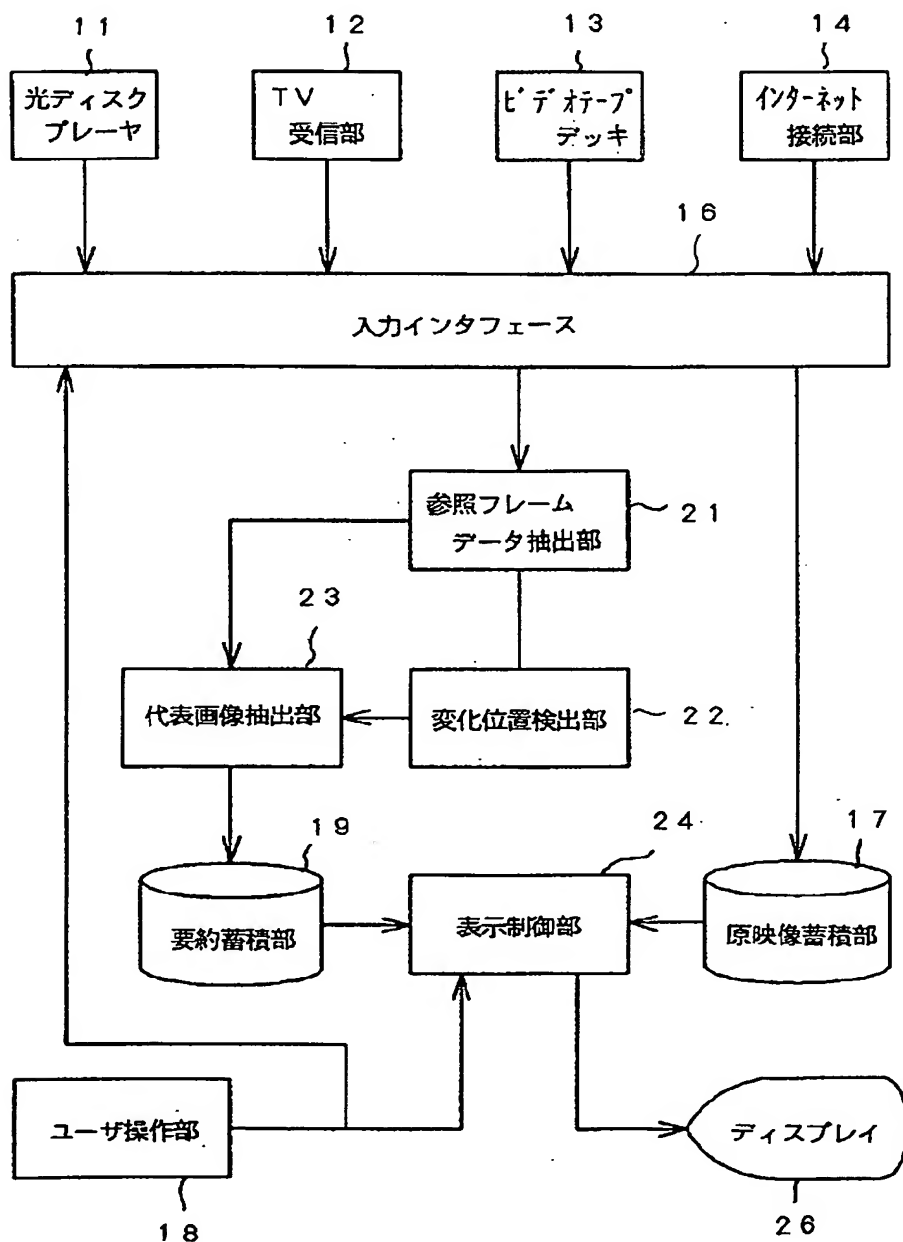 11
12
13
14
光ディスク
プレーヤ
TV
受信部
ビデオテープ
デッキ
インターネット
接続部
16
入力インタフェース
参照フレーム
データ抽出部
21
23
代表画像抽出部
変化位置検出部
22
19
24
17
要約蓄積部
表示制御部
原映像蓄積部
ユーザ操作部
ディスプレイ
18
26